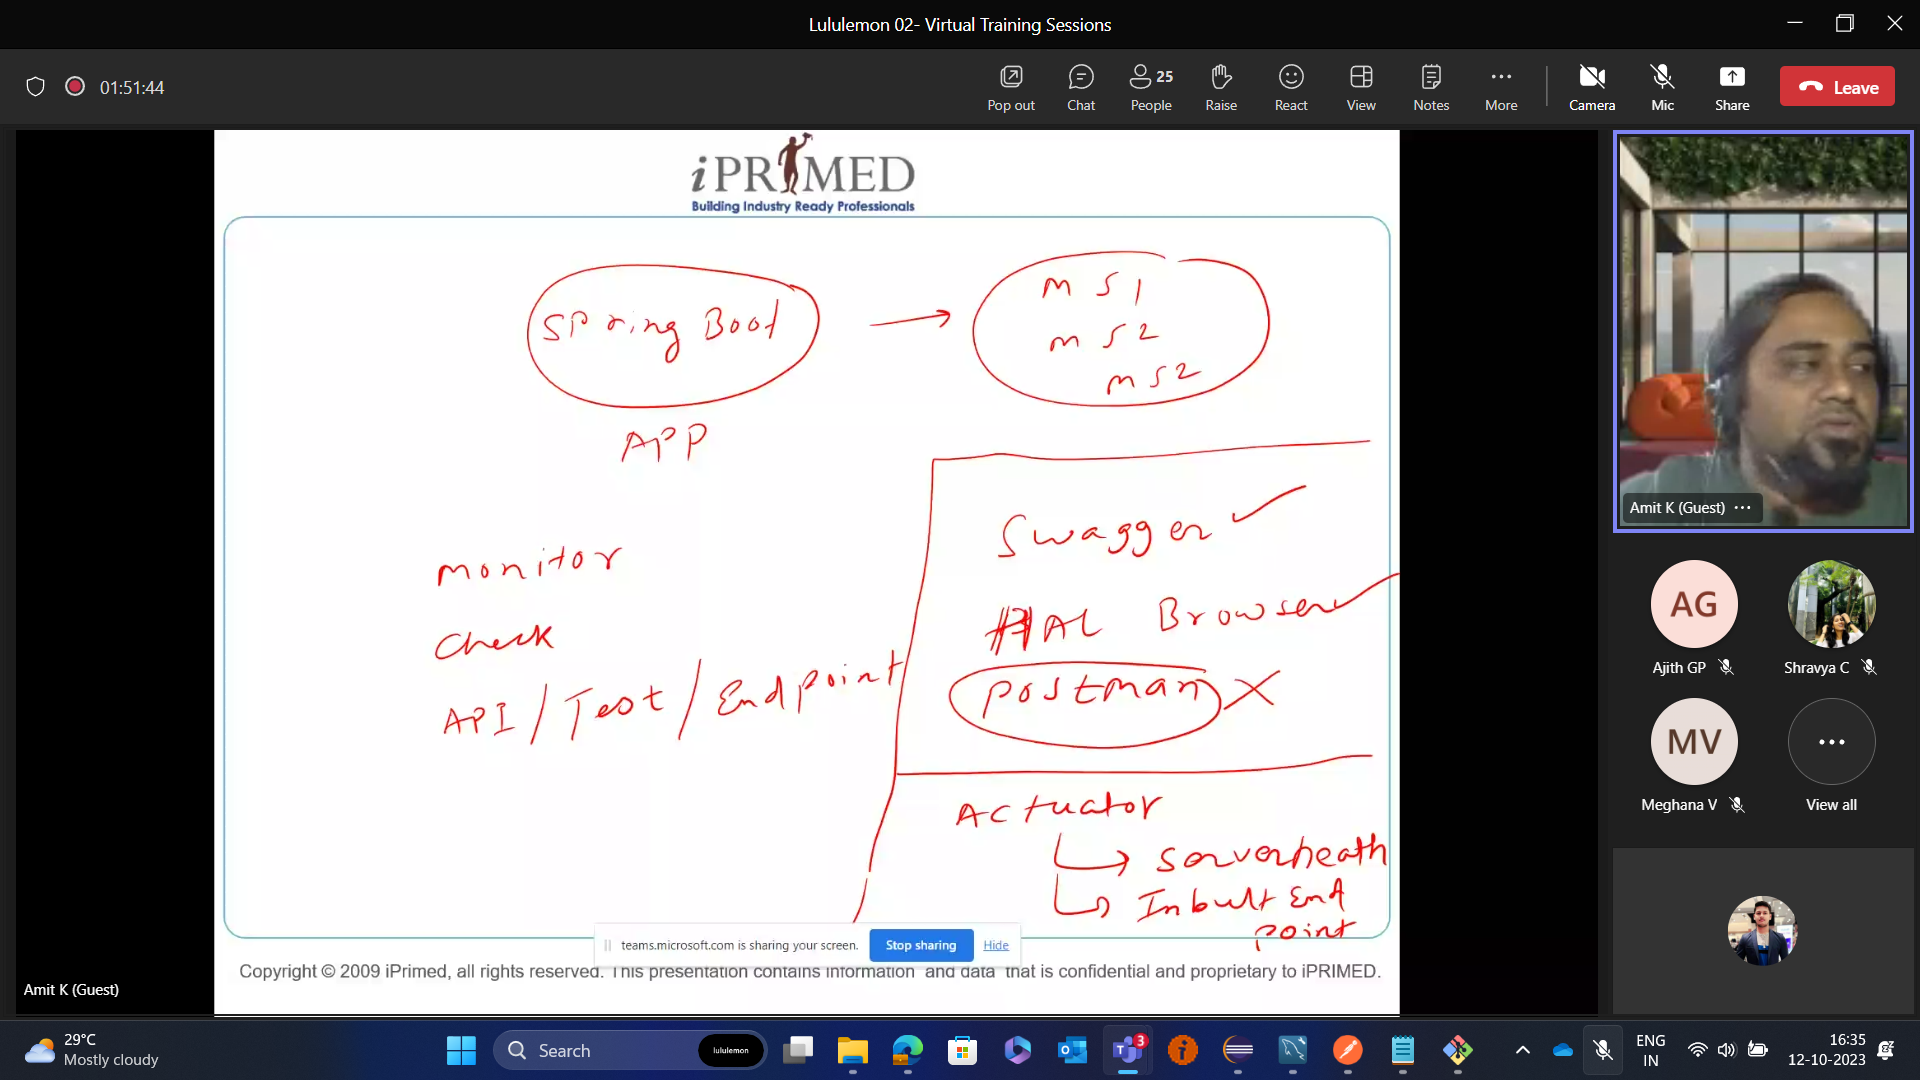 Lululemon 02- Virtual Training Sessions
01:51:44
Pop out
Chat
25
People
Raise
React
View
Notes
More
Camera
Mic
Share
Leave
iPRIMED
Building Industry Ready Professionals
Spring Boot
APP
MS1
MS2
MS2
Monitor
Check
API / Test / Endpoint
Swagger
HAL Browser
Postman X
Actuator
Serverheath
Inbult End
point
teams.microsoft.com is sharing your screen.
Stop sharing
Hide
Copyright © 2009 iPrimed, all rights reserved. This presentation contains information and data that is confidential and proprietary to iPRIMED.
Amit K (Guest)
Amit K (Guest) ...
AG
Ajith GP
Shravya C
MV
Meghana V
...
View all
29°C
Mostly cloudy
Search
lululemon
3
ENG
IN
16:35
12-10-2023